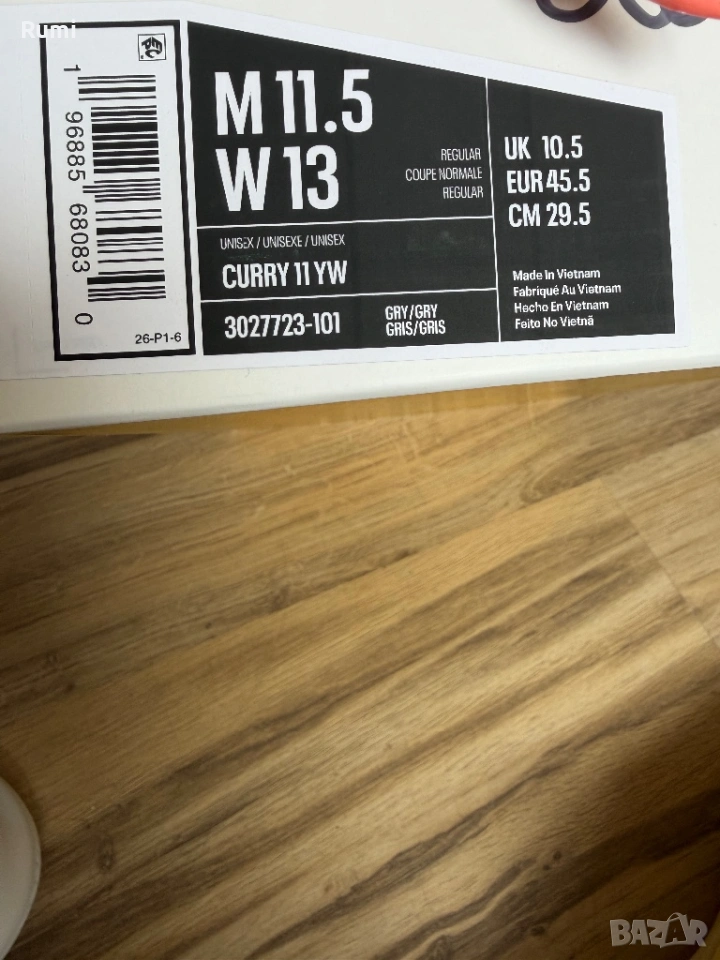 Rumi
EPC
1 96885 68083 0
26-P1-6
M 11.5
W 13
REGULAR
COUPE NORMALE
REGULAR
UNISEX / UNISEXE / UNISEX
CURRY 11 YW
3027723-101
GRY/GRY
GRIS/GRIS
UK 10.5
EUR 45.5
CM 29.5
Made In Vietnam
Fabriqué Au Vietnam
Hecho En Vietnam
Feito No Vietnã
BAZAR